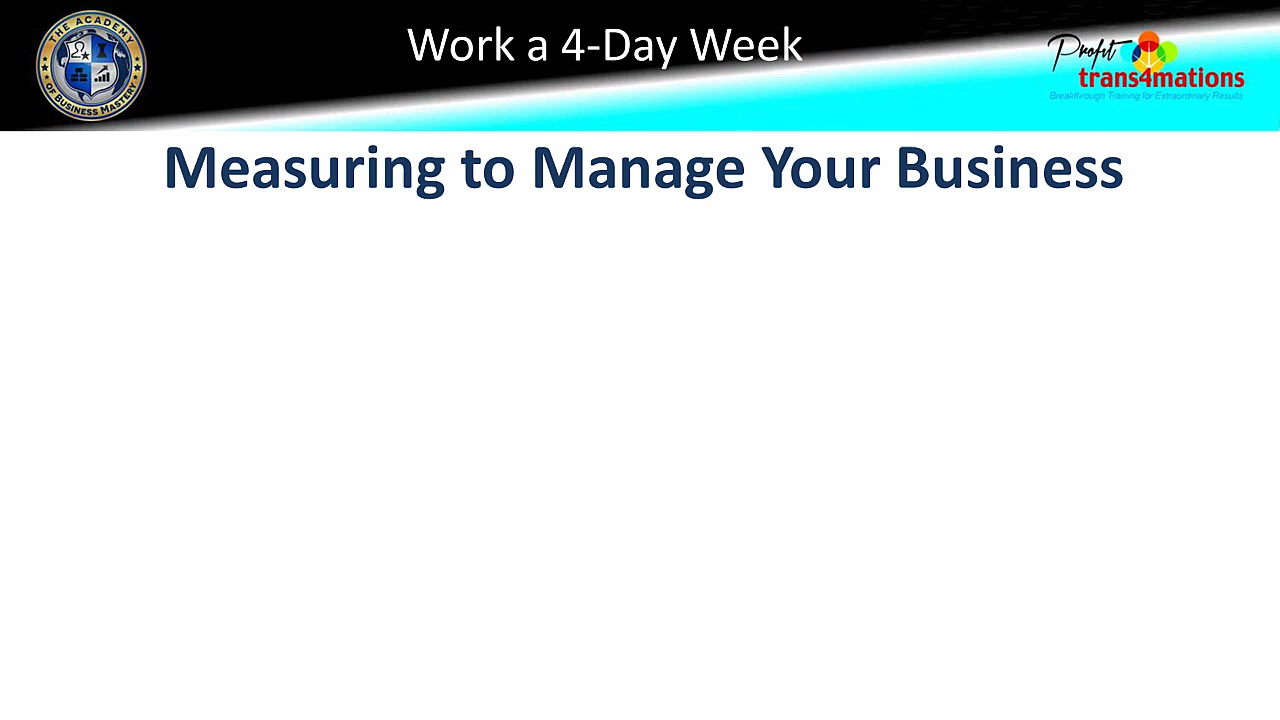 Work a 4-Day Week
THE ACADEMY
OF BUSINESS MASTERY
Profit
trans4mations
Breakthrough Training for Extraordinary Results
Measuring to Manage Your Business